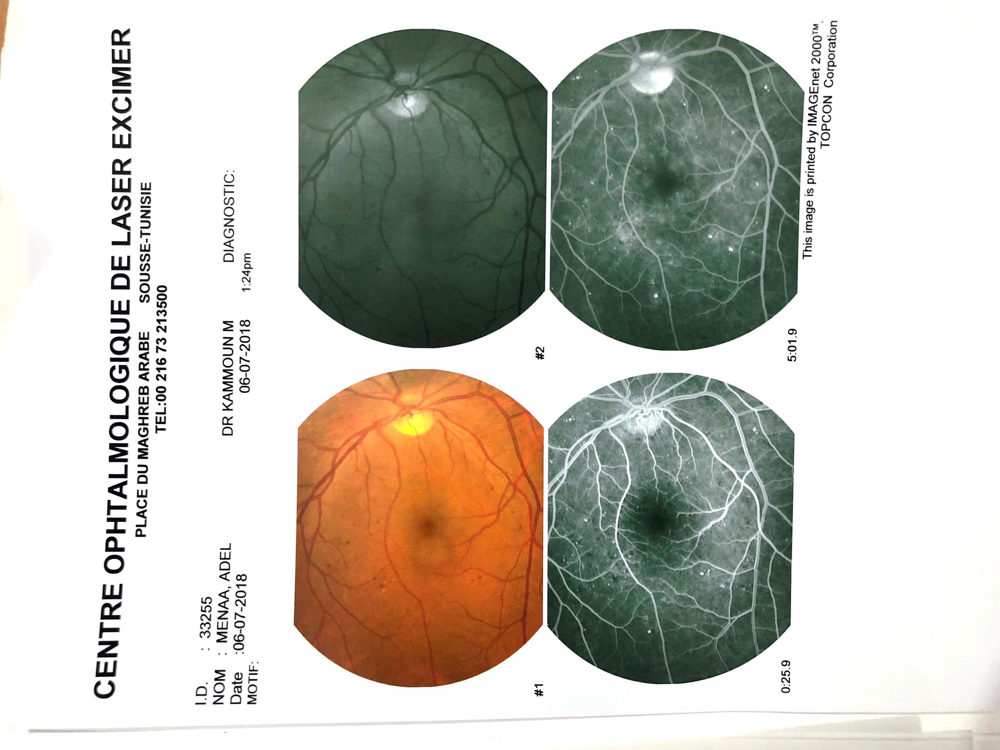 CENTRE OPHTALMOLOGIQUE DE LASER EXCIMER
PLACE DU MAGHREB ARABE SOUSSE-TUNISIE
TEL:00 216 73 213500
I.D. : 33255
NOM : MENAA, ADEL DR KAMMOUN M DIAGNOSTIC:
Date :06-07-2018 06-07-2018 1:24pm
MOTIF:
#1 #2
0:25.9 5:01.9
This image is printed by IMAGEnet 2000™.
TOPCON Corporation